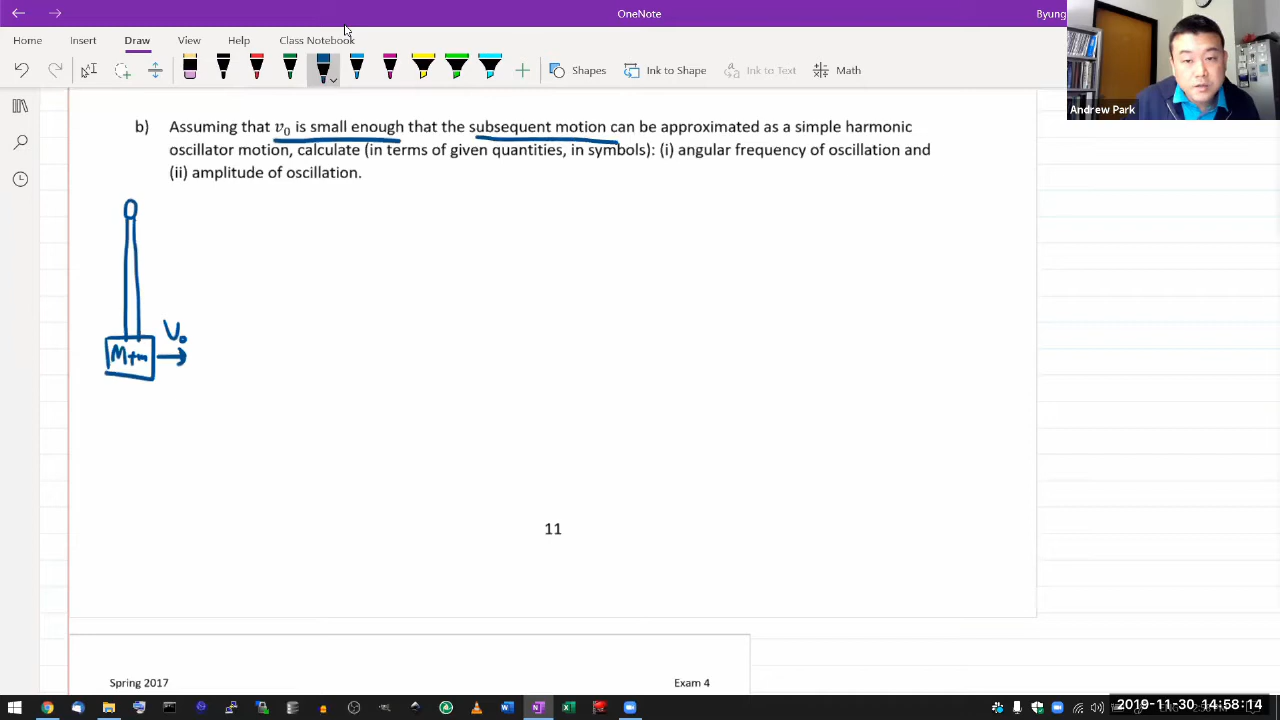 OneNote
Byung
Home Insert Draw View Help Class Notebook
Shapes Ink to Shape Ink to Text Math
Andrew Park
b) Assuming that v₀ is small enough that the subsequent motion can be approximated as a simple harmonic
oscillator motion, calculate (in terms of given quantities, in symbols): (i) angular frequency of oscillation and
(ii) amplitude of oscillation.
V₀
M+m
11
Spring 2017 Exam 4
2019-11-30 14:58:14